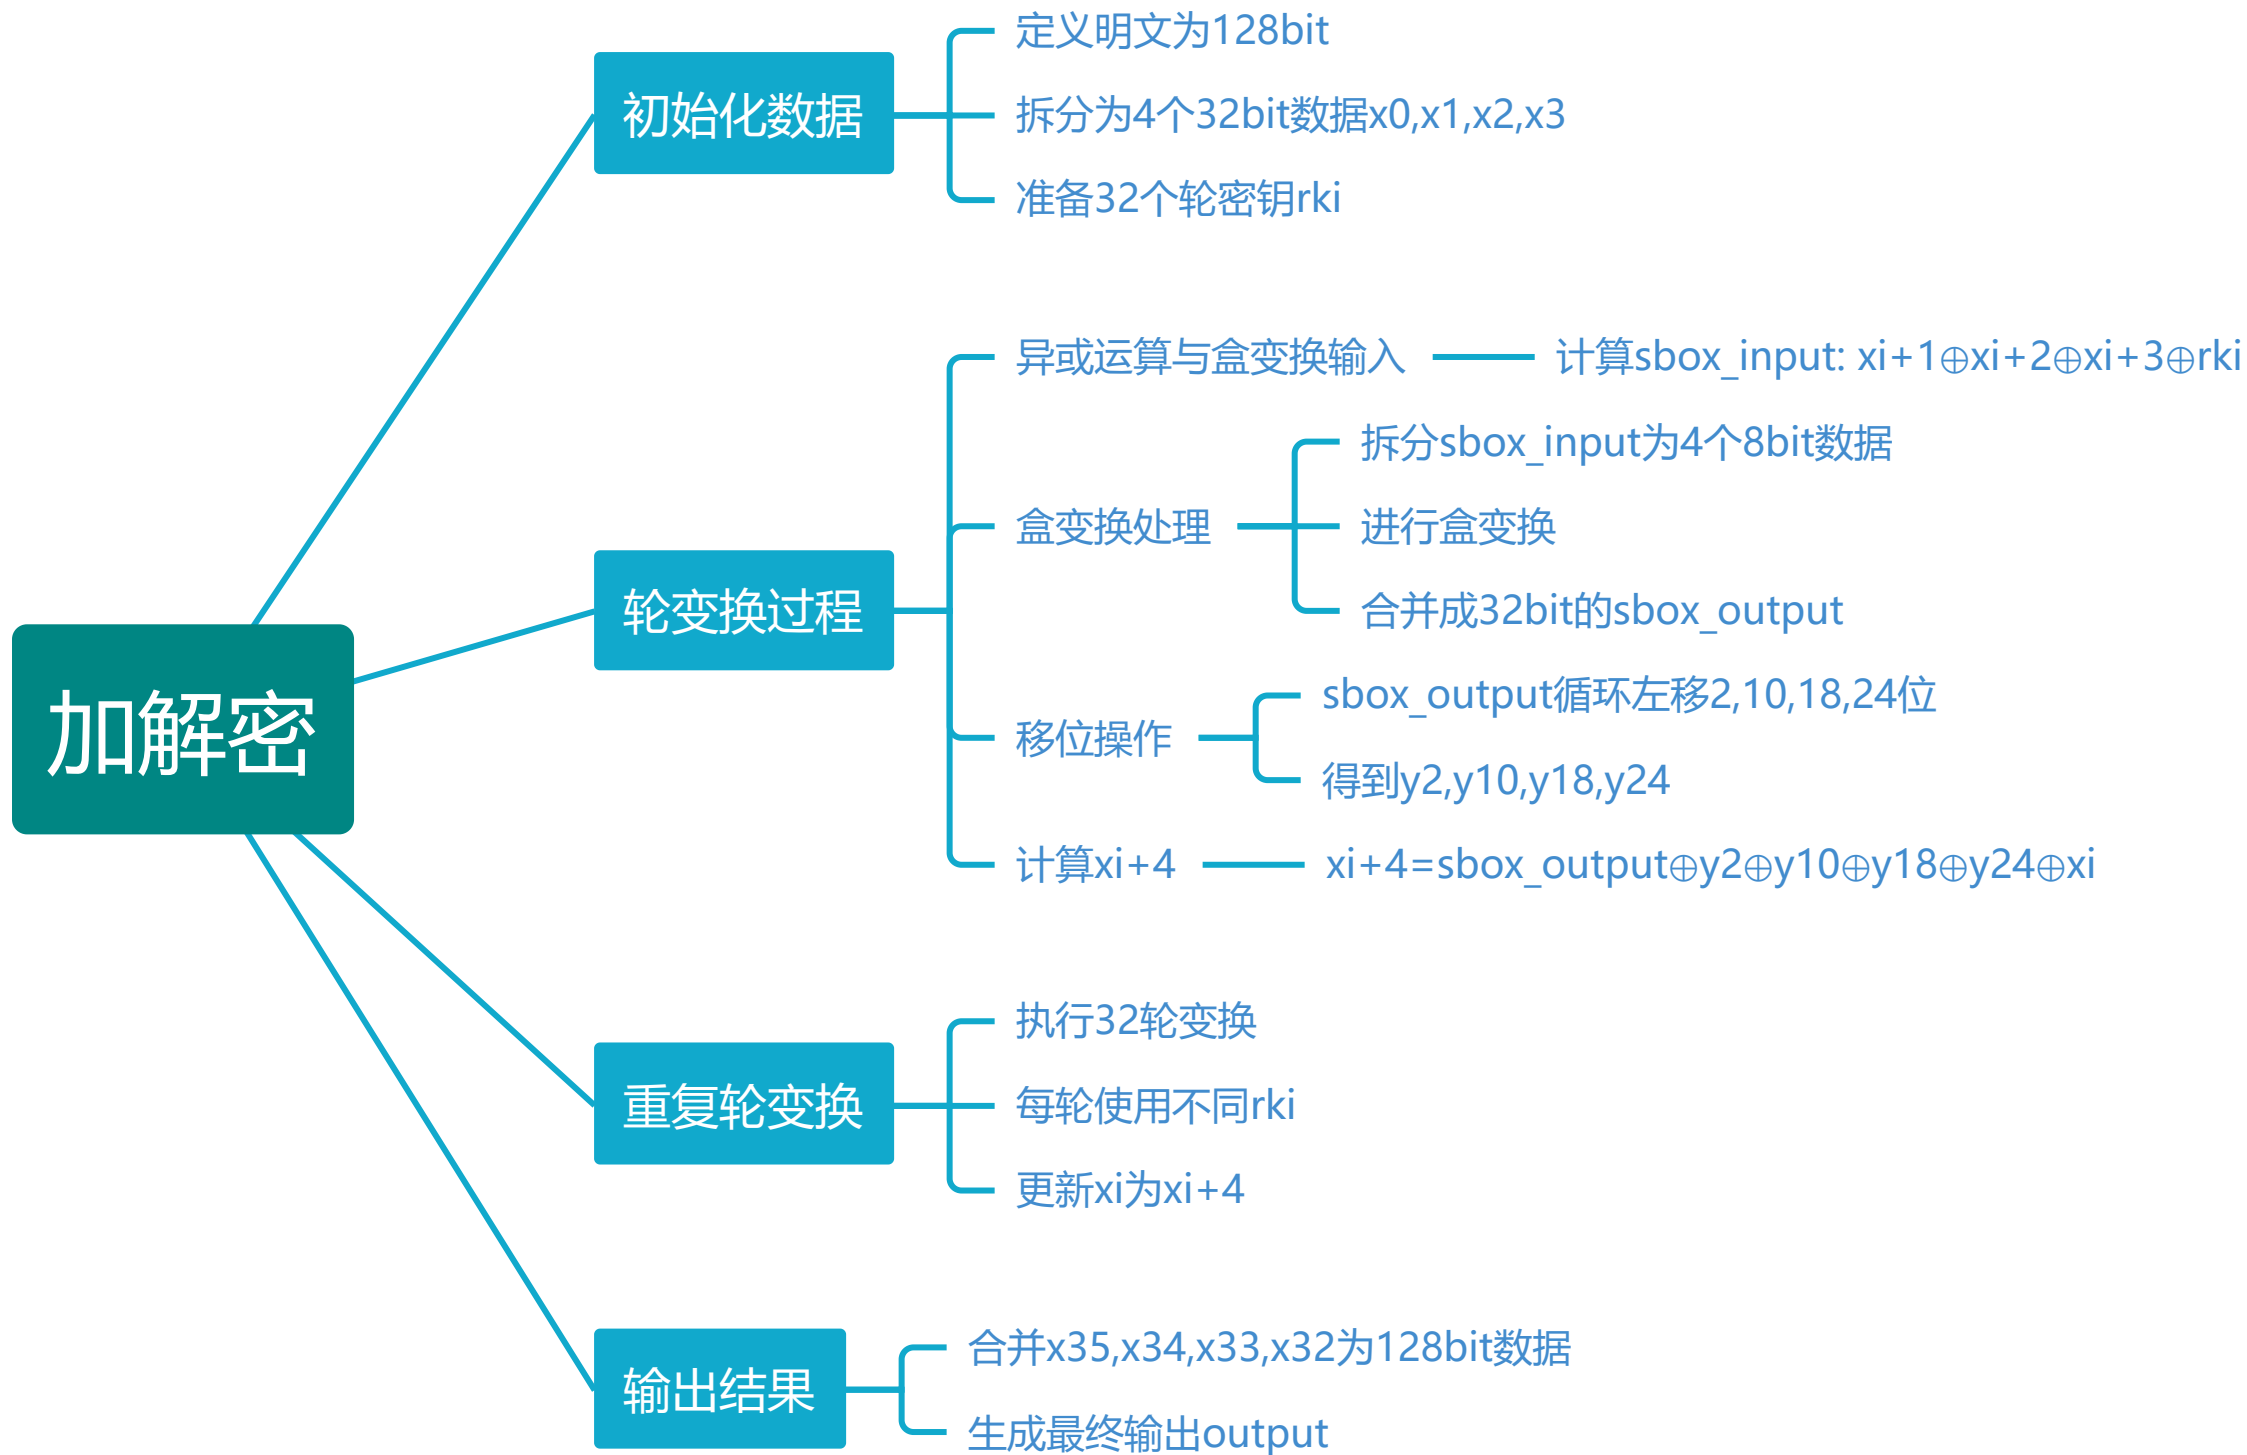 加解密
初始化数据
定义明文为128bit
拆分为4个32bit数据x0,x1,x2,x3
准备32个轮密钥rki
轮变换过程
异或运算与盒变换输入
计算sbox_input: xi+1⊕xi+2⊕xi+3⊕rki
盒变换处理
拆分sbox_input为4个8bit数据
进行盒变换
合并成32bit的sbox_output
移位操作
sbox_output循环左移2,10,18,24位
得到y2,y10,y18,y24
计算xi+4
xi+4=sbox_output⊕y2⊕y10⊕y18⊕y24⊕xi
重复轮变换
执行32轮变换
每轮使用不同rki
更新xi为xi+4
输出结果
合并x35,x34,x33,x32为128bit数据
生成最终输出output